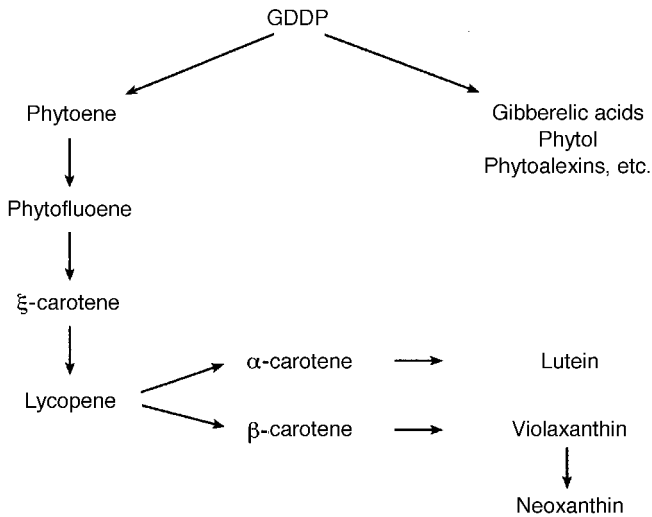 GDDP
Phytoene
Gibberelic acids
Phytol
Phytoalexins, etc.
Phytofluoene
ξ-carotene
Lycopene
α-carotene
Lutein
β-carotene
Violaxanthin
Neoxanthin